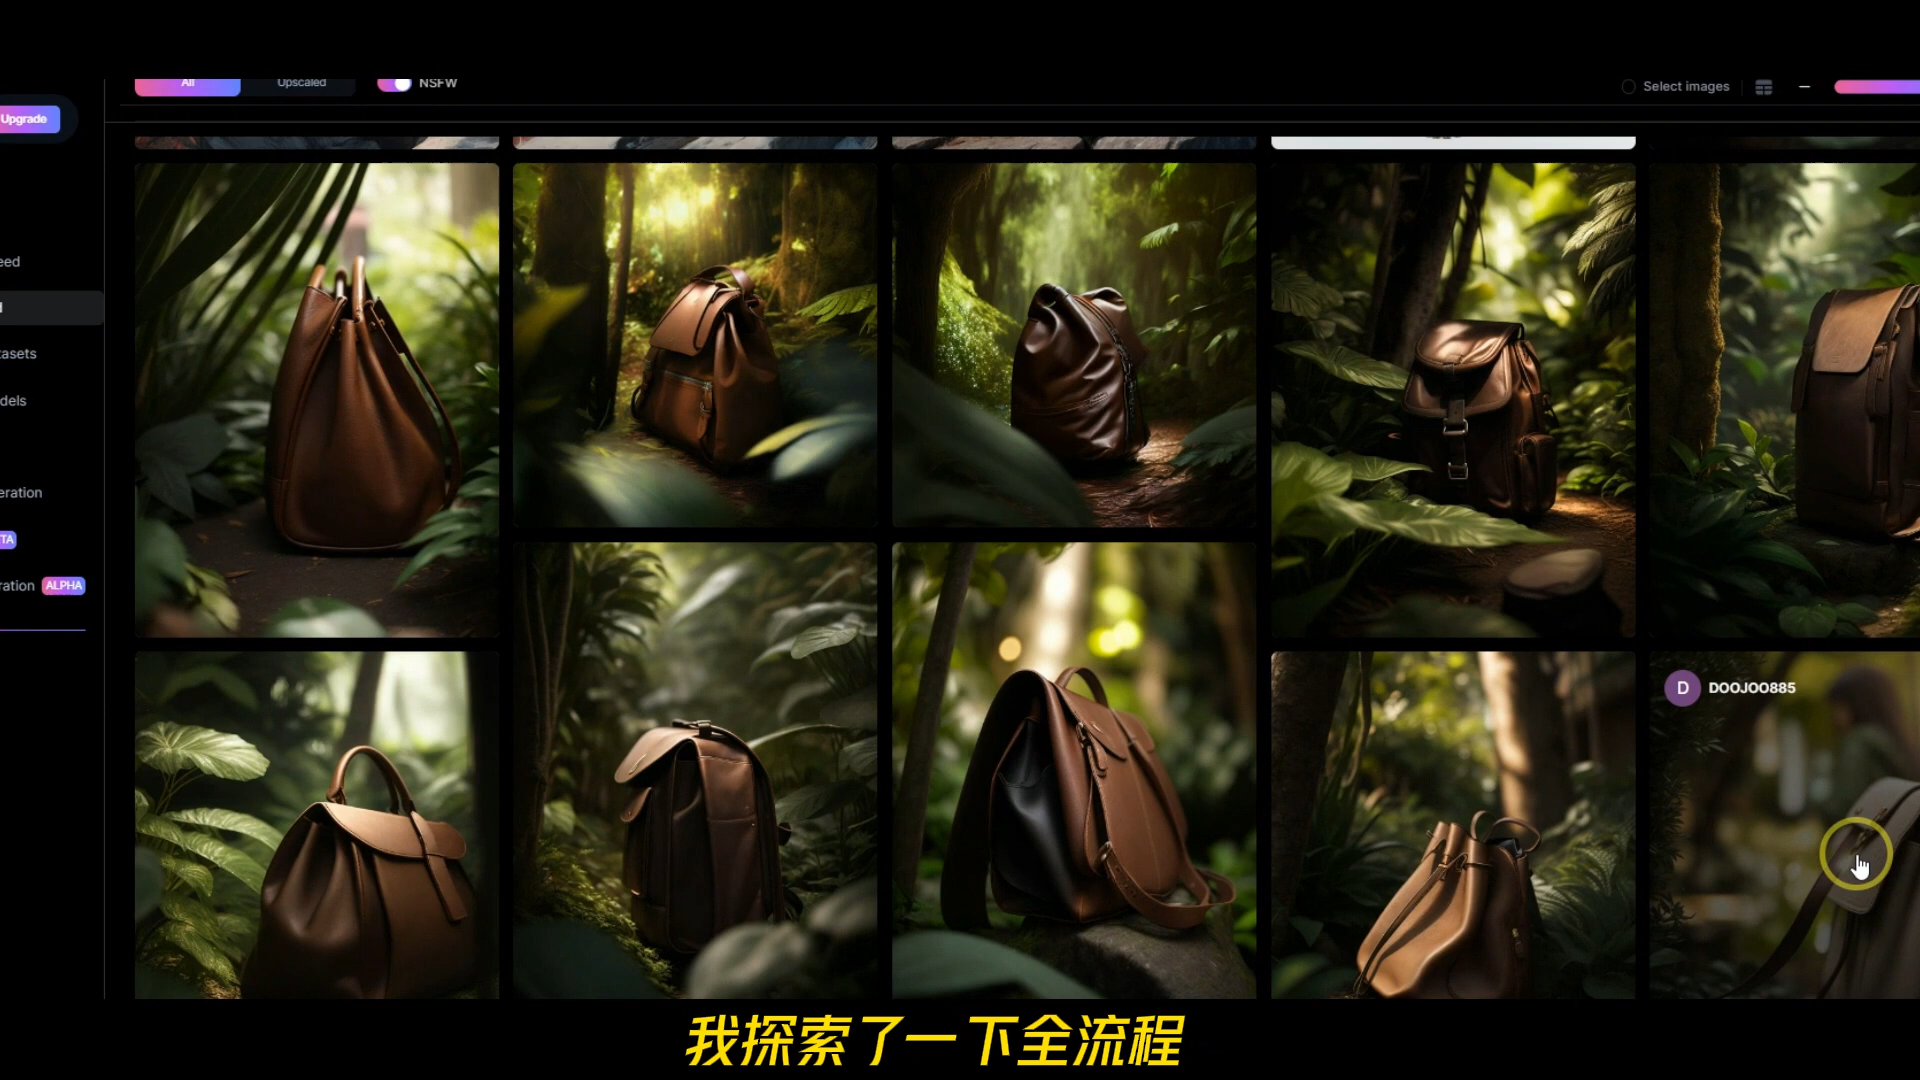 All
Upscaled
NSFW
Select images
Upgrade
eed
tasets
dels
eration
TA
ration ALPHA
D DOOJOO885
我探索了一下全流程